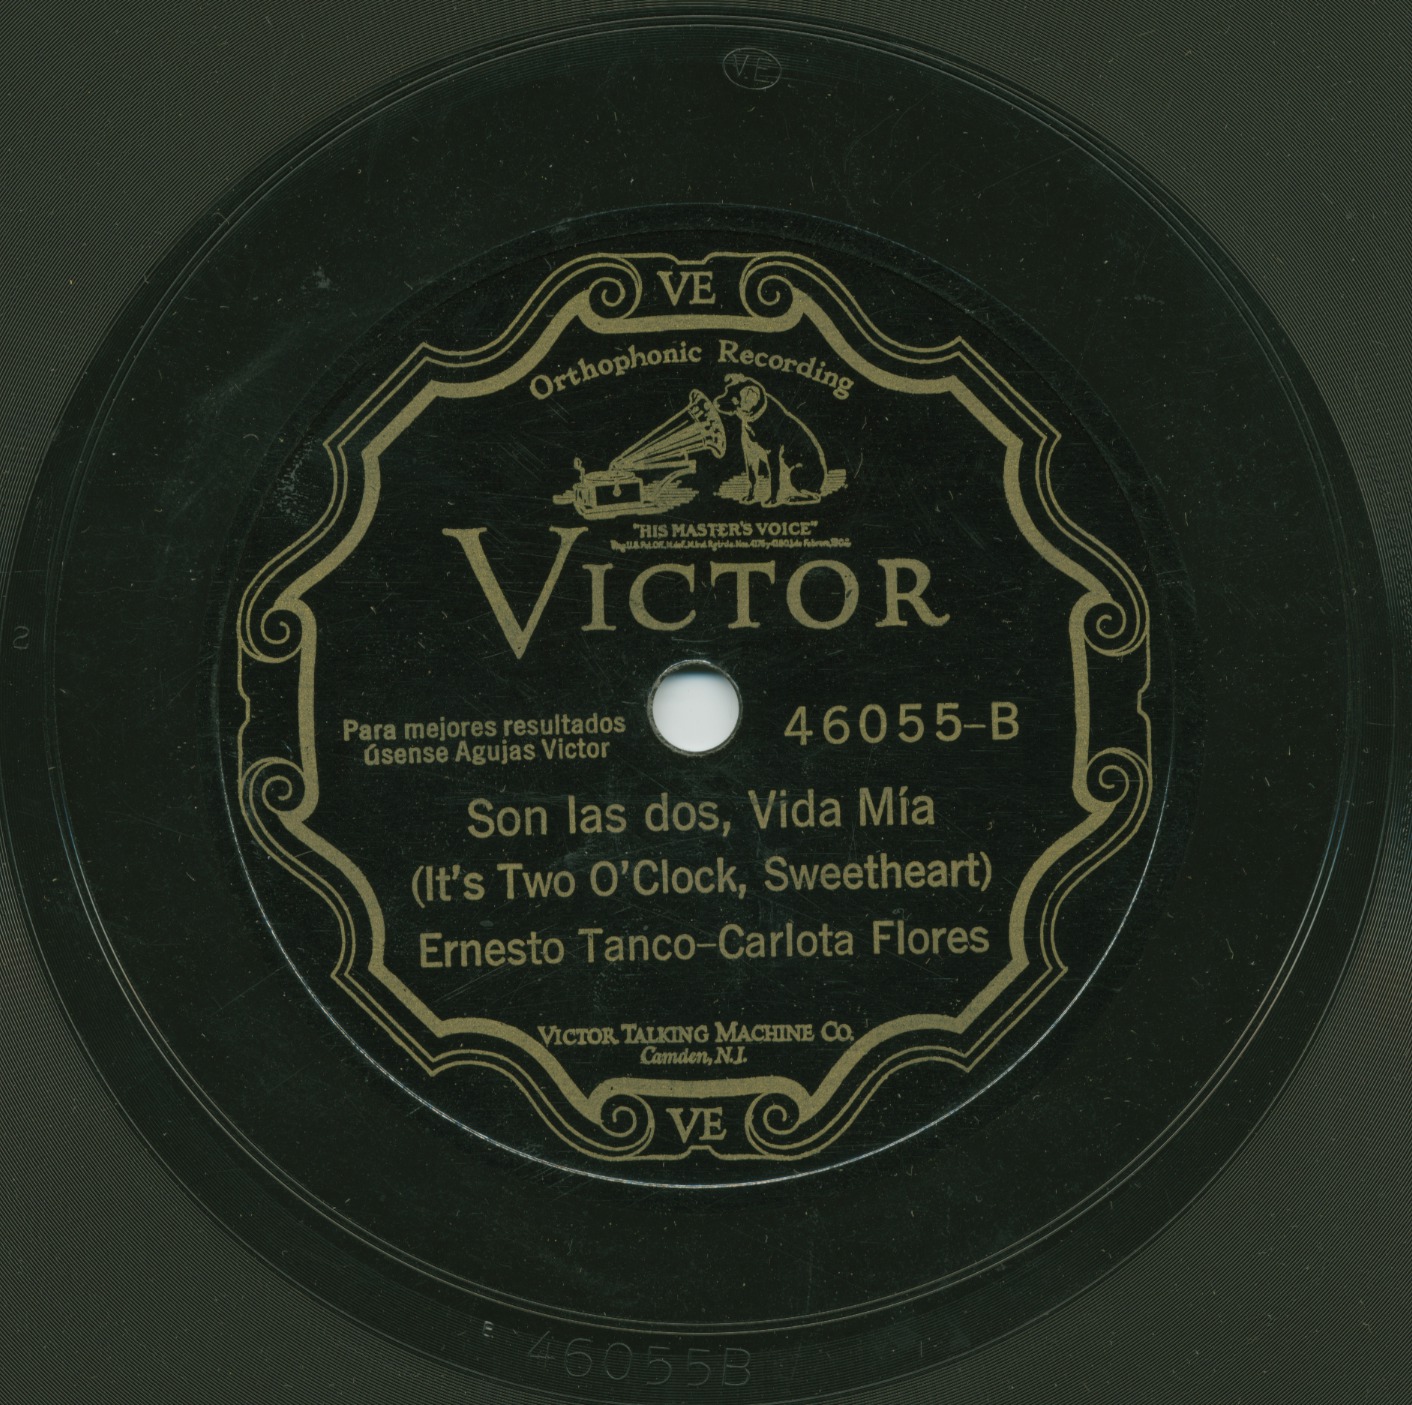 VE
VE
Orthophonic Recording
"HIS MASTER'S VOICE"
VICTOR
Para mejores resultados
úsense Agujas Victor
46055-B
Son las dos, Vida Mía
(It's Two O'Clock, Sweetheart)
Ernesto Tanco-Carlota Flores
VICTOR TALKING MACHINE CO.
Camden, N.J.
VE
E
46055B